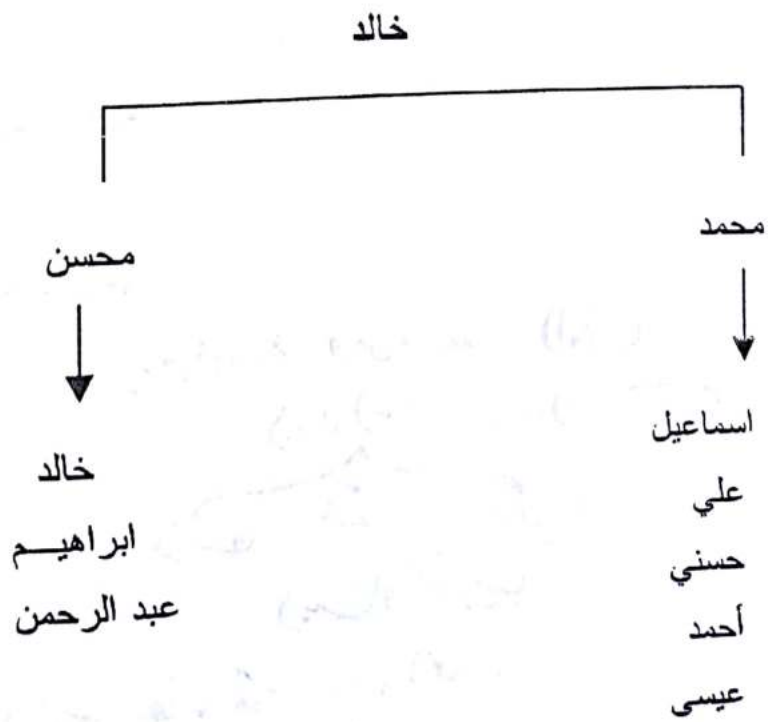 خالد
محمد
محسن
اسماعيل
علي
حسني
أحمد
عيسى
خالد
ابراهيم
عبد الرحمن